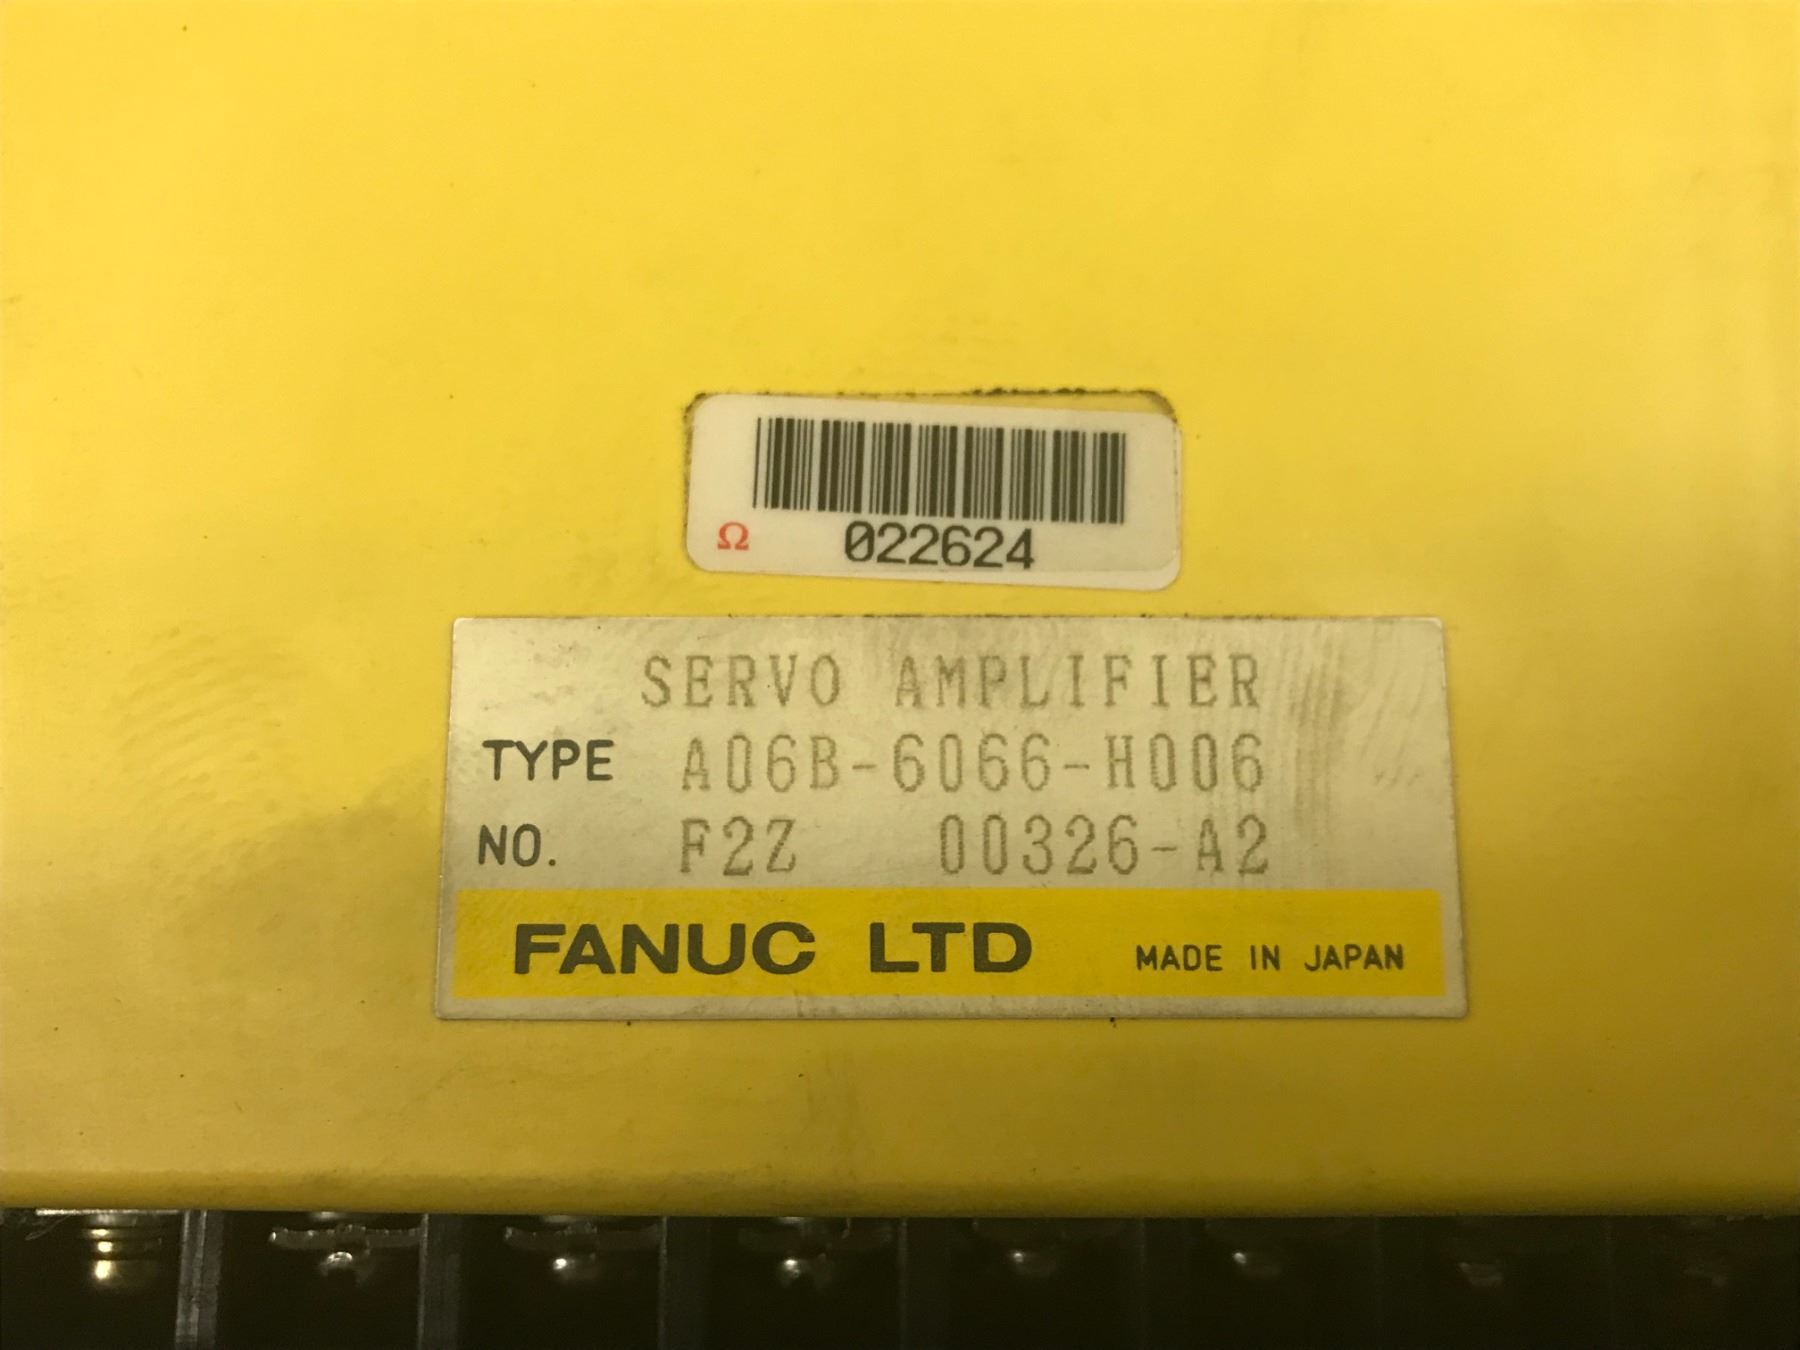 Ω 022624
SERVO AMPLIFIER
TYPE A06B-6066-H006
NO. F2Z 00326-A2
FANUC LTD MADE IN JAPAN